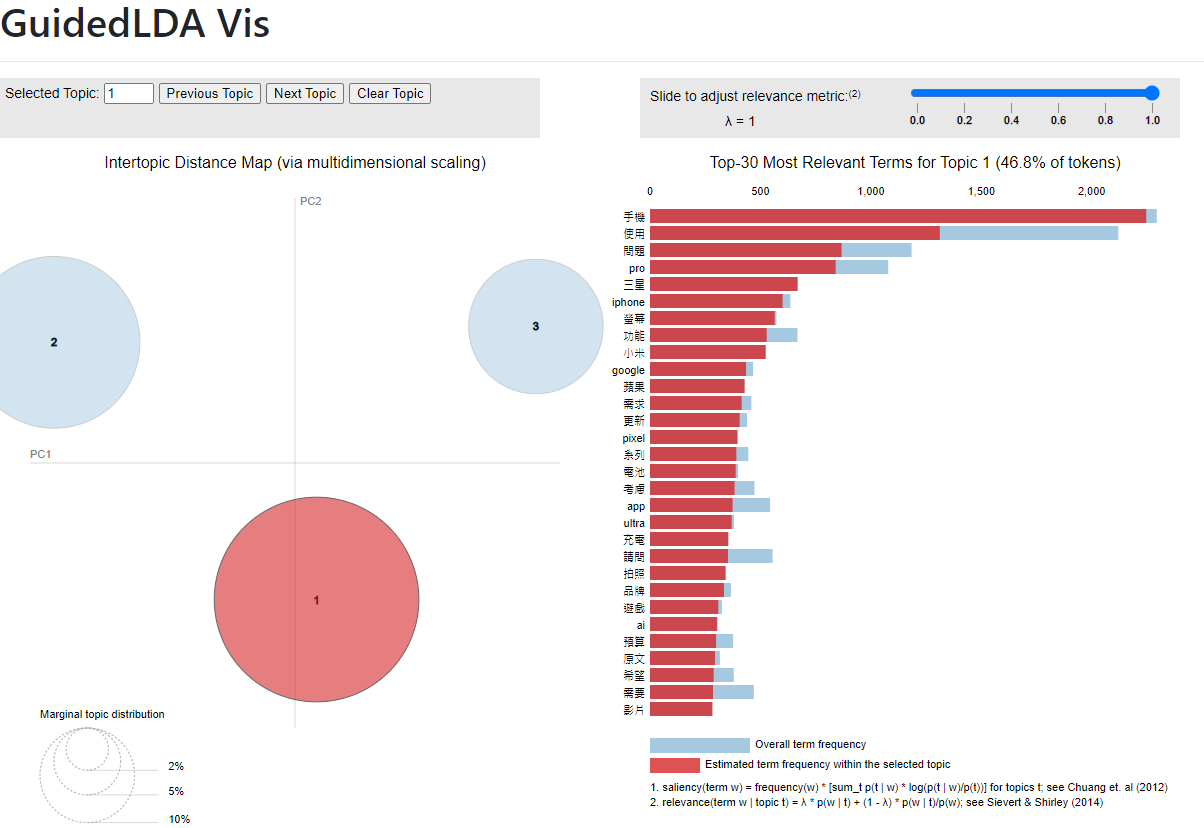 GuidedLDA Vis
Selected Topic: 1 Previous Topic Next Topic Clear Topic
Slide to adjust relevance metric:(2)
λ = 1
0.0 0.2 0.4 0.6 0.8 1.0
Intertopic Distance Map (via multidimensional scaling)
PC2
PC1
2
3
1
Marginal topic distribution
2%
5%
10%
Top-30 Most Relevant Terms for Topic 1 (46.8% of tokens)
0 500 1,000 1,500 2,000
手機
使用
問題
pro
三星
iphone
螢幕
功能
小米
google
蘋果
需求
更新
pixel
系列
電池
考慮
app
ultra
充電
請問
拍照
品牌
遊戲
ai
預算
原文
希望
需要
影片
Overall term frequency
Estimated term frequency within the selected topic
1. saliency(term w) = frequency(w) * [sum_t p(t | w) * log(p(t | w)/p(t))] for topics t; see Chuang et. al (2012)
2. relevance(term w | topic t) = λ * p(w | t) + (1 - λ) * p(w | t)/p(w); see Sievert & Shirley (2014)